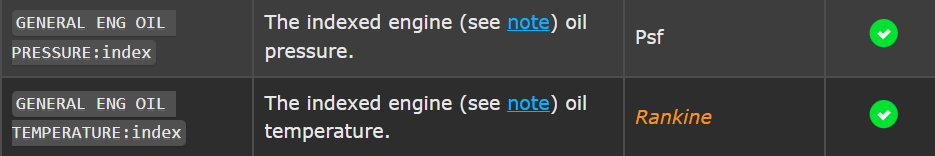 GENERAL ENG OIL
PRESSURE:index
The indexed engine (see note) oil
pressure.
Psf
GENERAL ENG OIL
TEMPERATURE:index
The indexed engine (see note) oil
temperature.
Rankine